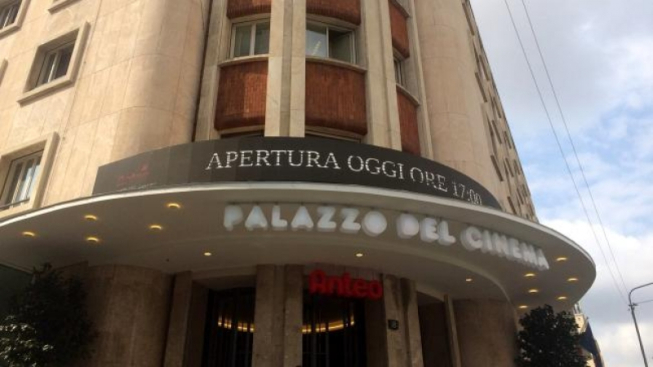 APERTURA OGGI ORE 17:00
PALAZZO DEL CINEMA
Anteo